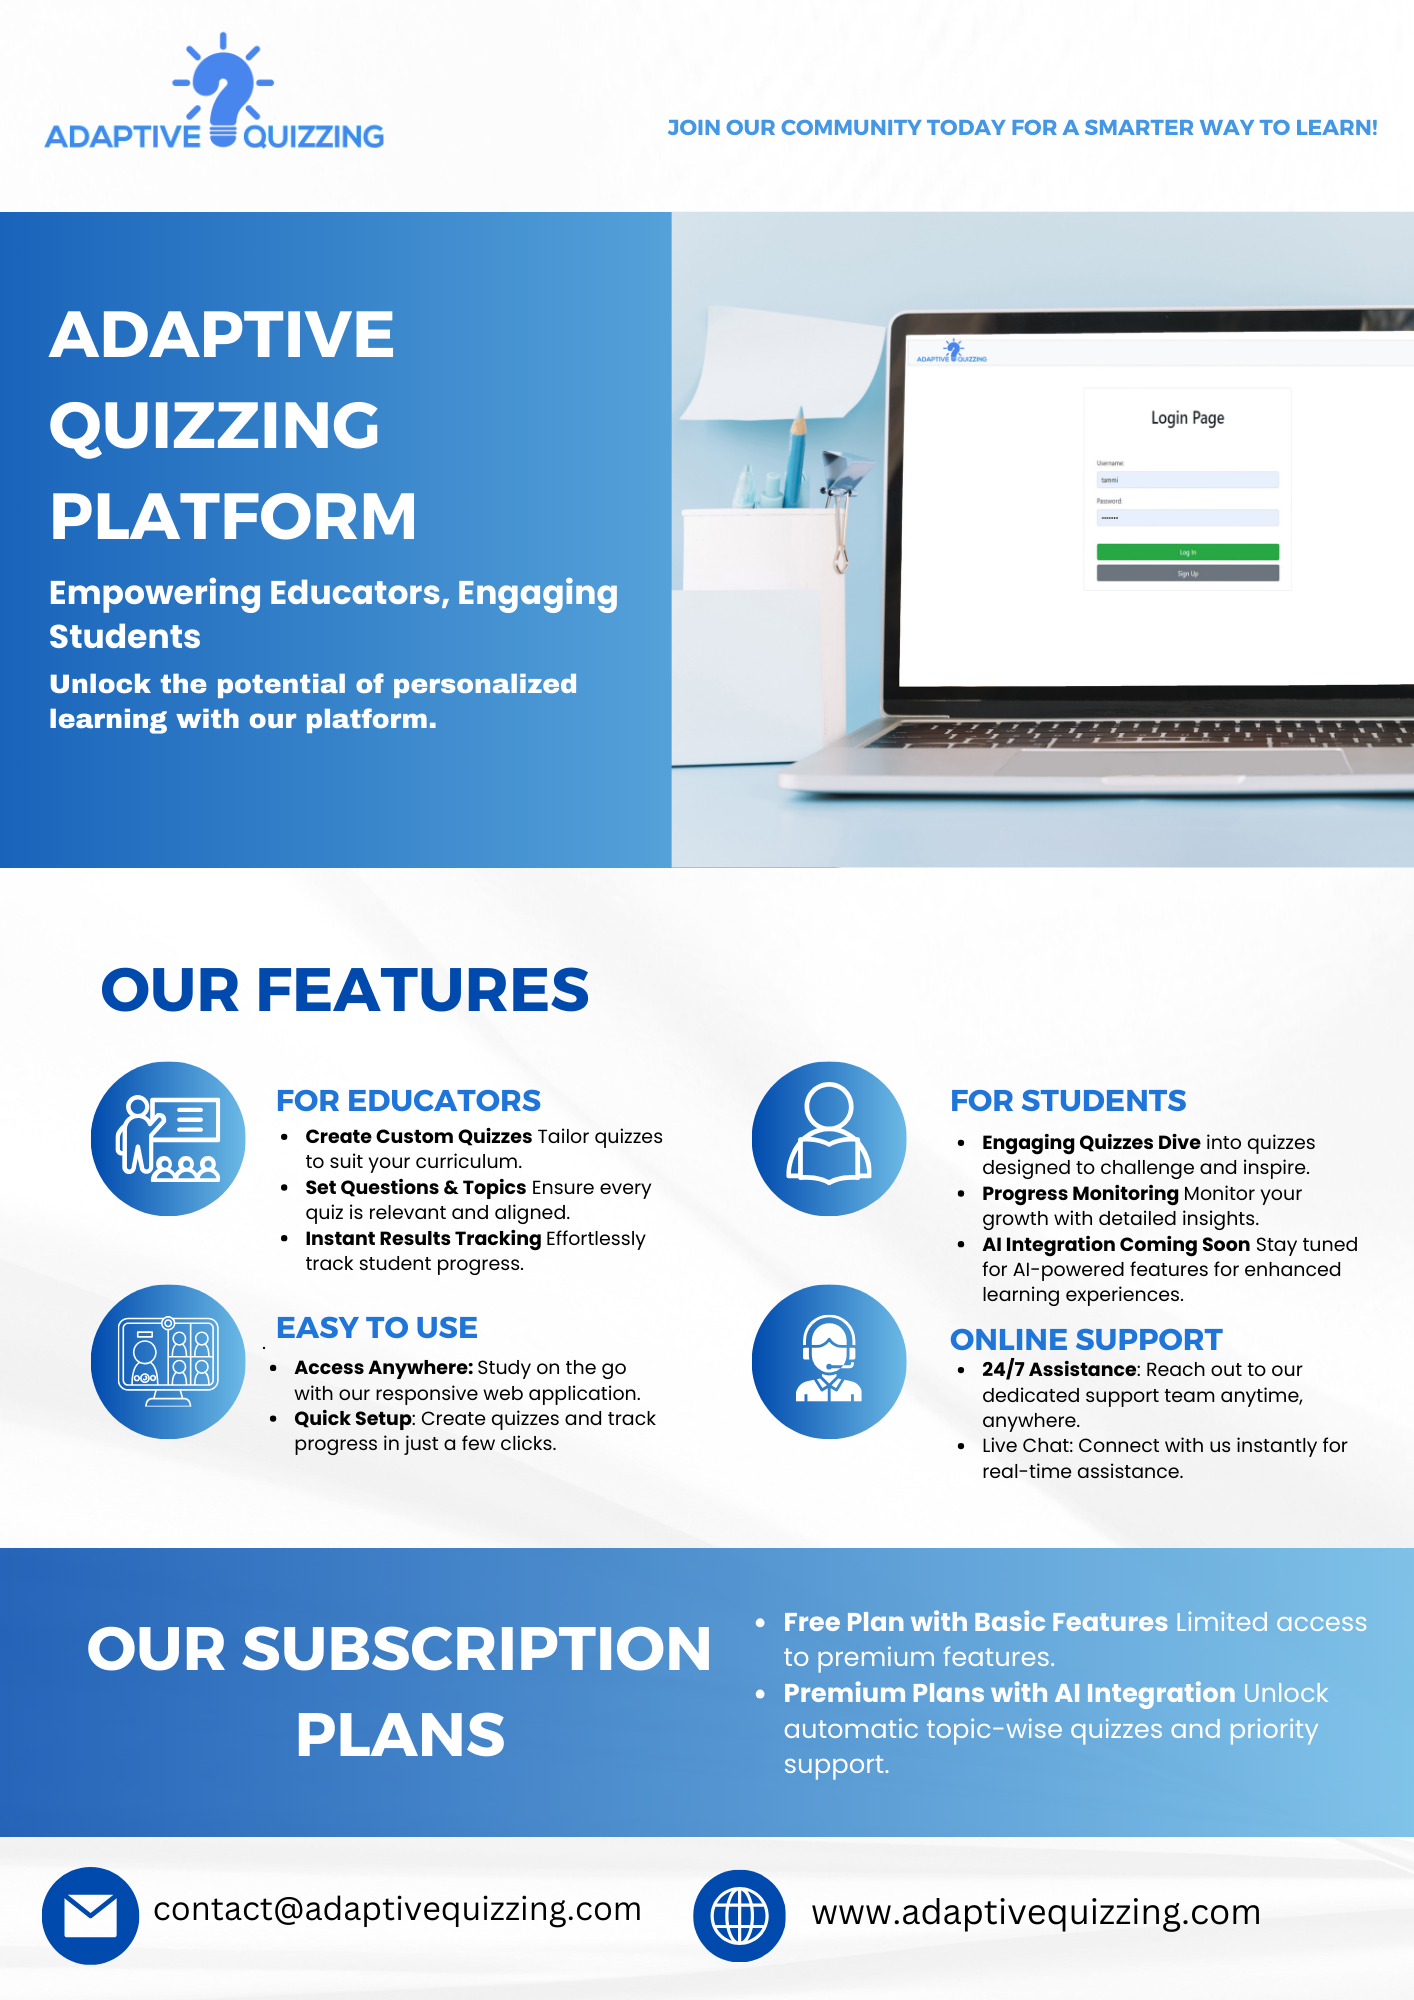 ADAPTIVE QUIZZING
JOIN OUR COMMUNITY TODAY FOR A SMARTER WAY TO LEARN!
ADAPTIVE
QUIZZING
PLATFORM
Empowering Educators, Engaging
Students
Unlock the potential of personalized
learning with our platform.
ADAPTIVE QUIZZING
Login Page
Username:
tammi
Password:
Log In
Sign Up
OUR FEATURES
FOR EDUCATORS
• Create Custom Quizzes Tailor quizzes
to suit your curriculum.
• Set Questions & Topics Ensure every
quiz is relevant and aligned.
• Instant Results Tracking Effortlessly
track student progress.
FOR STUDENTS
• Engaging Quizzes Dive into quizzes
designed to challenge and inspire.
• Progress Monitoring Monitor your
growth with detailed insights.
• AI Integration Coming Soon Stay tuned
for AI-powered features for enhanced
learning experiences.
EASY TO USE
.
• Access Anywhere: Study on the go
with our responsive web application.
• Quick Setup: Create quizzes and track
progress in just a few clicks.
ONLINE SUPPORT
• 24/7 Assistance: Reach out to our
dedicated support team anytime,
anywhere.
• Live Chat: Connect with us instantly for
real-time assistance.
OUR SUBSCRIPTION
PLANS
• Free Plan with Basic Features Limited access
to premium features.
• Premium Plans with AI Integration Unlock
automatic topic-wise quizzes and priority
support.
contact@adaptivequizzing.com
www.adaptivequizzing.com